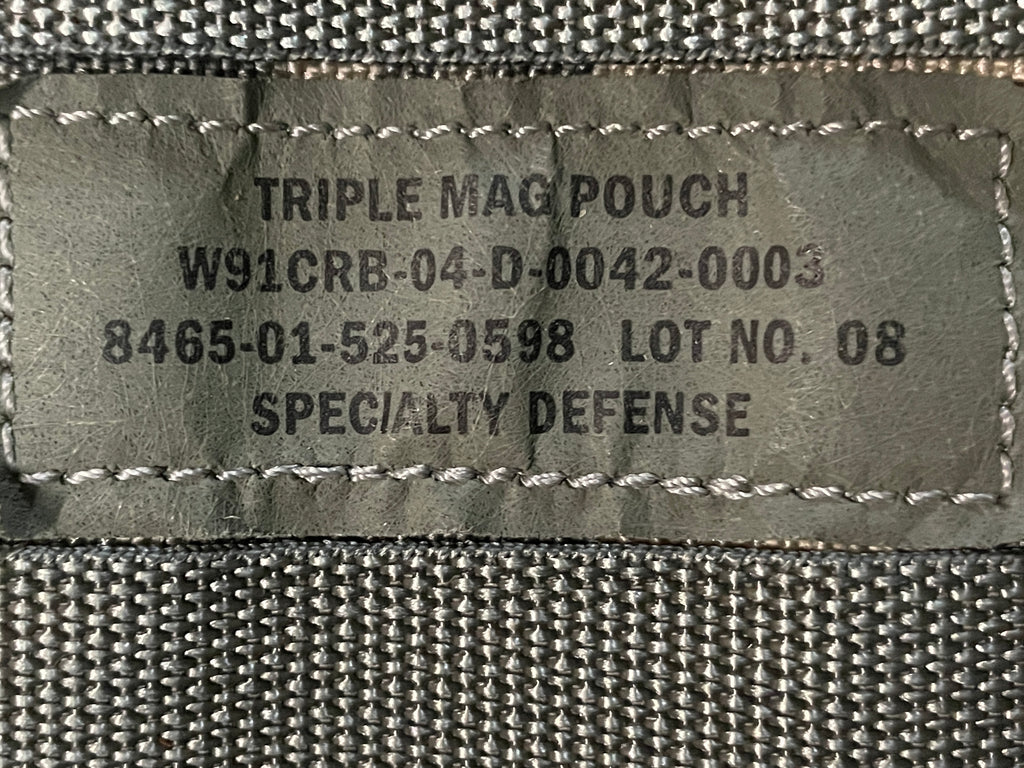 TRIPLE MAG POUCH
W91CRB-04-D-0042-0003
8465-01-525-0598 LOT NO. 08
SPECIALTY DEFENSE